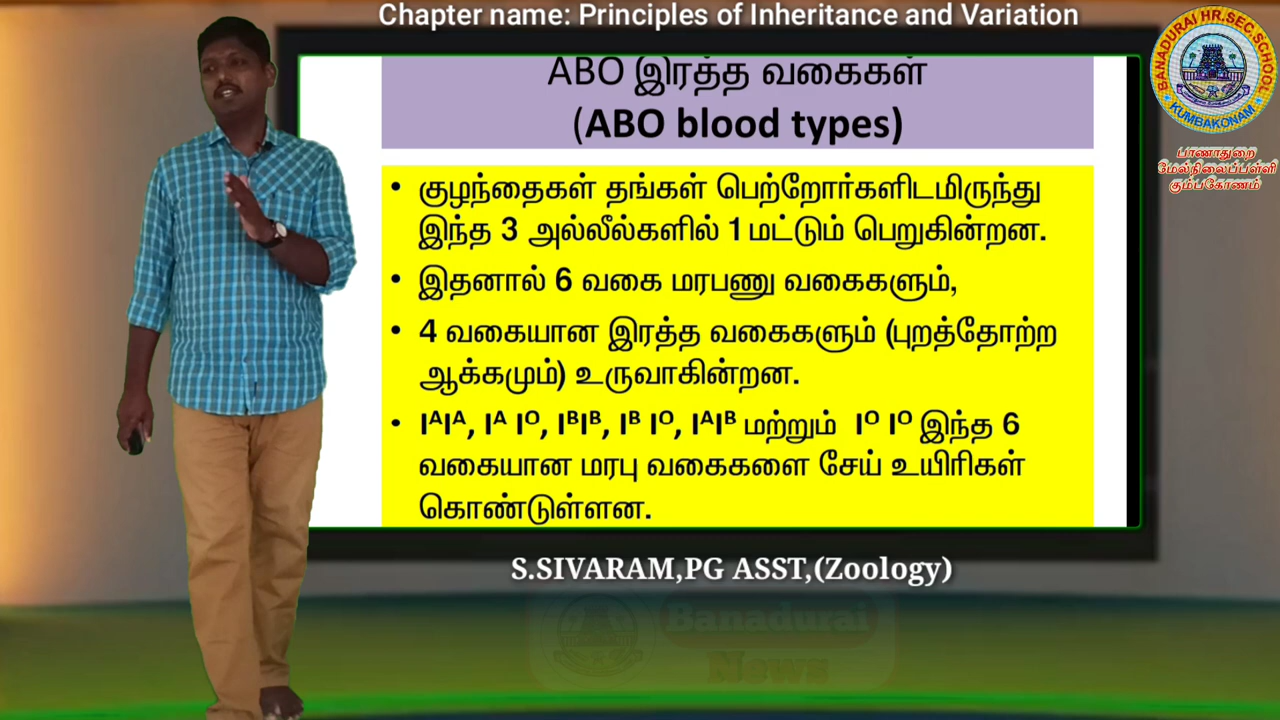 Chapter name: Principles of Inheritance and Variation
BANADURAI HR.SEC.SCHOOL
KUMBAKONAM
பாணாதுறை
மேல்நிலைப்பள்ளி
கும்பகோணம்
ABO இரத்த வகைகள்
(ABO blood types)
• குழந்தைகள் தங்கள் பெற்றோர்களிடமிருந்து
இந்த 3 அல்லீல்களில் 1 மட்டும் பெறுகின்றன.
• இதனால் 6 வகை மரபணு வகைகளும்,
• 4 வகையான இரத்த வகைகளும் (புறத்தோற்ற
ஆக்கமும்) உருவாகின்றன.
• IᴬIᴬ, Iᴬ Iᴼ, IᴮIᴮ, Iᴮ Iᴼ, IᴬIᴮ மற்றும் Iᴼ Iᴼ இந்த 6
வகையான மரபு வகைகளை சேய் உயிரிகள்
கொண்டுள்ளன.
S.SIVARAM,PG ASST,(Zoology)
Banadurai
News